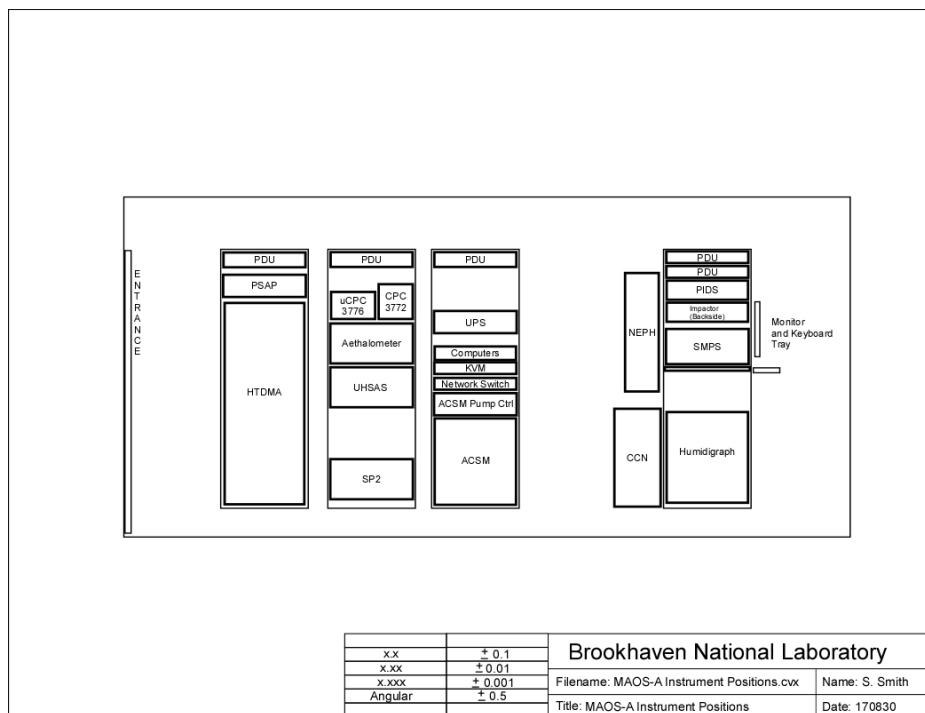 ENTRANCE
PDU
PSAP
HTDMA
PDU
uCPC
3776
CPC
3772
Aethalometer
UHSAS
SP2
PDU
UPS
Computers
KVM
Network Switch
ACSM Pump Ctrl
ACSM
NEPH
CCN
PDU
PDU
PIDS
Impactor
(Backside)
SMPS
Humidigraph
Monitor
and Keyboard
Tray
x.x ± 0.1
x.xx ± 0.01
x.xxx ± 0.001
Angular ± 0.5
Brookhaven National Laboratory
Filename: MAOS-A Instrument Positions.cvx Name: S. Smith
Title: MAOS-A Instrument Positions Date: 170830